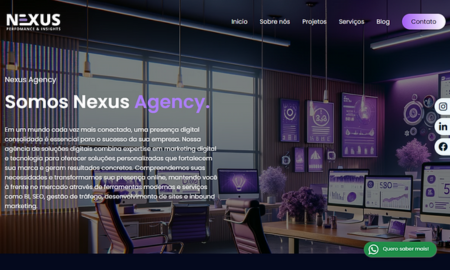 NEXUS
PERFOMANCE & INSIGHTS
Início Sobre nós Projetos Serviços Blog Contato
Nexus Agency
Somos Nexus Agency.
Em um mundo cada vez mais conectado, uma presença digital
consolidada é essencial para o sucesso da sua empresa. Nossa
agência de soluções digitais combina expertise em marketing digital
e tecnologia para oferecer soluções personalizadas que fortalecem
sua marca e geram resultados concretos. Compreendemos suas
necessidades e transformamos sua presença online, mantendo você
à frente no mercado através de ferramentas modernas e serviços
como BI, SEO, gestão de tráfego, desenvolvimento de sites e inbound
marketing.
Quero saber mais!